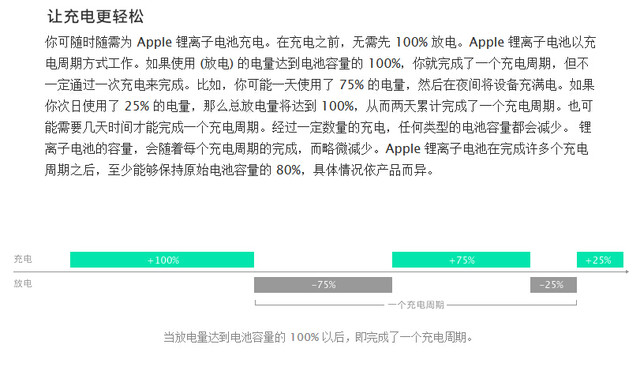 让充电更轻松
你可随时随需为 Apple 锂离子电池充电。在充电之前，无需先 100% 放电。Apple 锂离子电池以充
电周期方式工作。如果使用 (放电) 的电量达到电池容量的 100%，你就完成了一个充电周期，但不
一定通过一次充电来完成。比如，你可能一天使用了 75% 的电量，然后在夜间将设备充满电。如果
你次日使用了 25% 的电量，那么总放电量将达到 100%，从而两天累计完成了一个充电周期。也可
能需要几天时间才能完成一个充电周期。经过一定数量的充电，任何类型的电池容量都会减少。 锂
离子电池的容量，会随着每个充电周期的完成，而略微减少。Apple 锂离子电池在完成许多个充电
周期之后，至少能够保持原始电池容量的 80%，具体情况依产品而异。
充电 +100% +75% +25%
放电 -75% -25%
一个充电周期
当放电量达到电池容量的 100% 以后，即完成了一个充电周期。